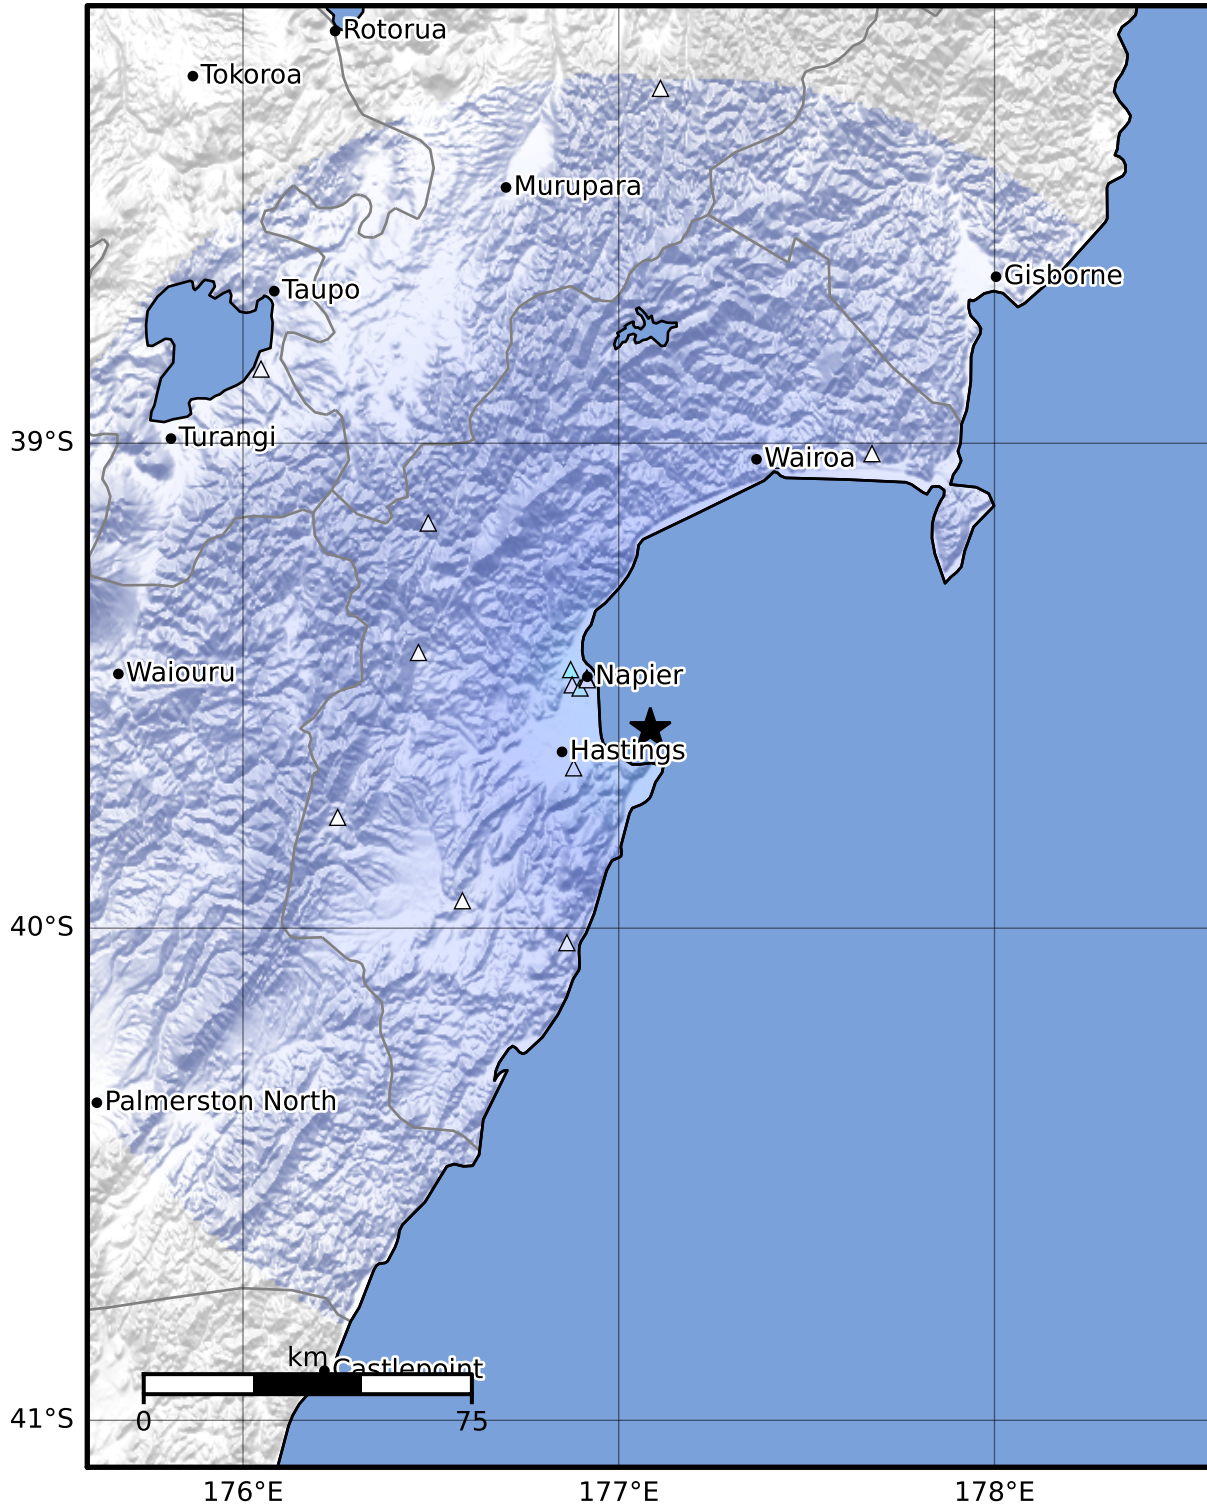 Rotorua
Tokoroa
Murupara
Gisborne
Taupo
Turangi
39°S
Wairoa
Waiouru
Napier
Hastings
40°S
Palmerston North
km
Castlepoint
0
75
41°S
176°E
177°E
178°E